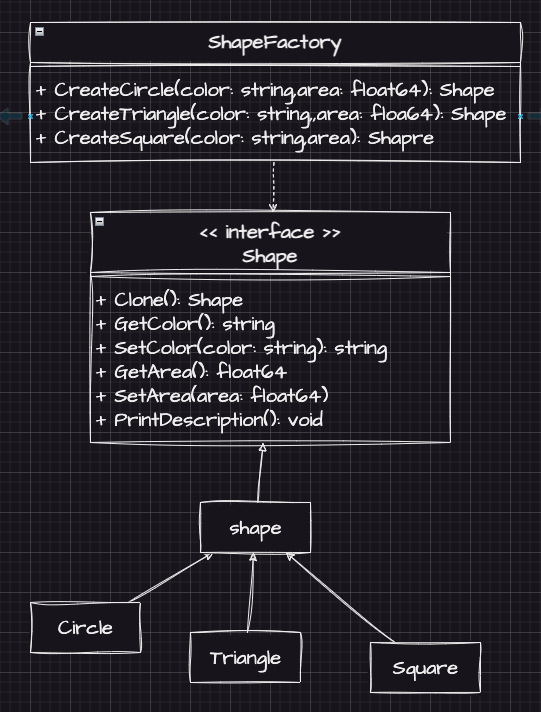 ShapeFactory
+ CreateCircle(color: string,area: float64): Shape
+ CreateTriangle(color: string,,area: floa64): Shape
+ CreateSquare(color: string,area): Shapre
<< interface >>
Shape
+ Clone(): Shape
+ GetColor(): string
+ SetColor(color: string): string
+ GetArea(): float64
+ SetArea(area: float64)
+ PrintDescription(): void
shape
Circle
Triangle
Square